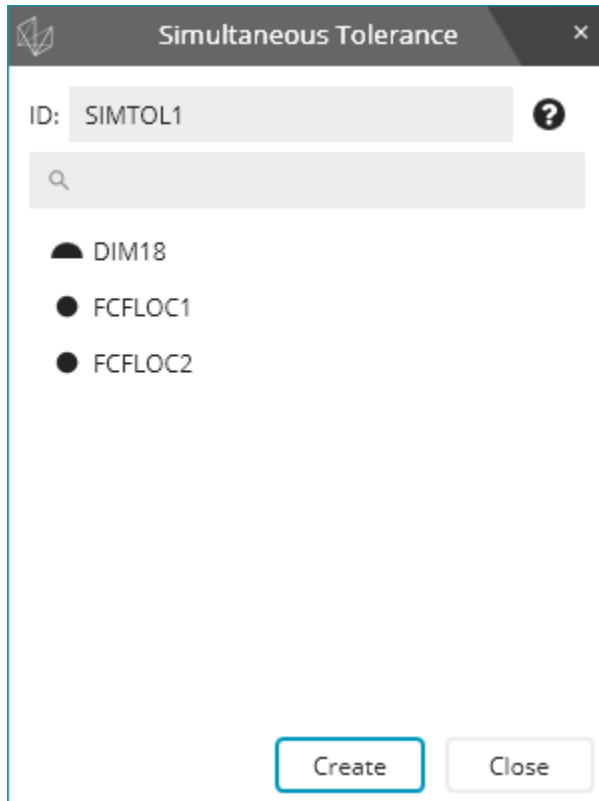 Simultaneous Tolerance
ID: SIMTOL1
DIM18
FCFLOC1
FCFLOC2
Create Close